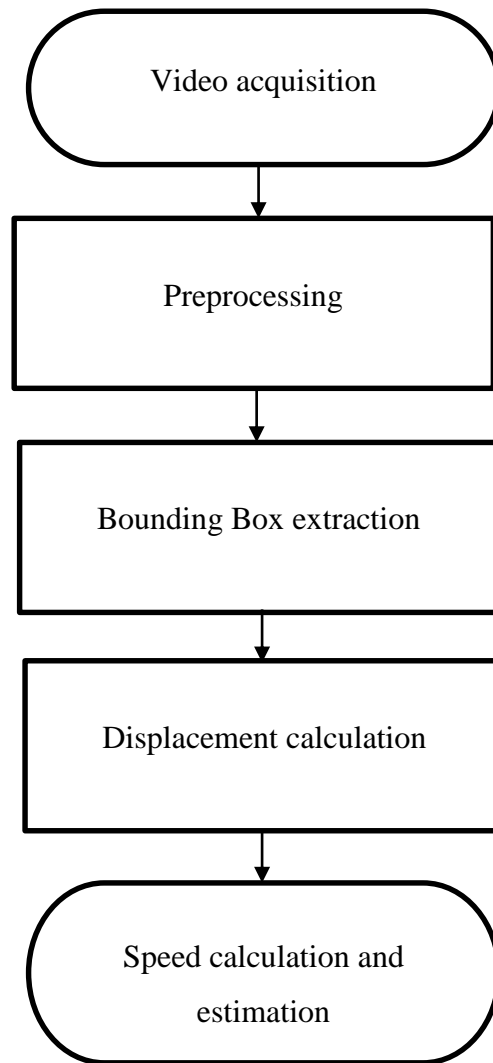 Video acquisition
Preprocessing
Bounding Box extraction
Displacement calculation
Speed calculation and
estimation